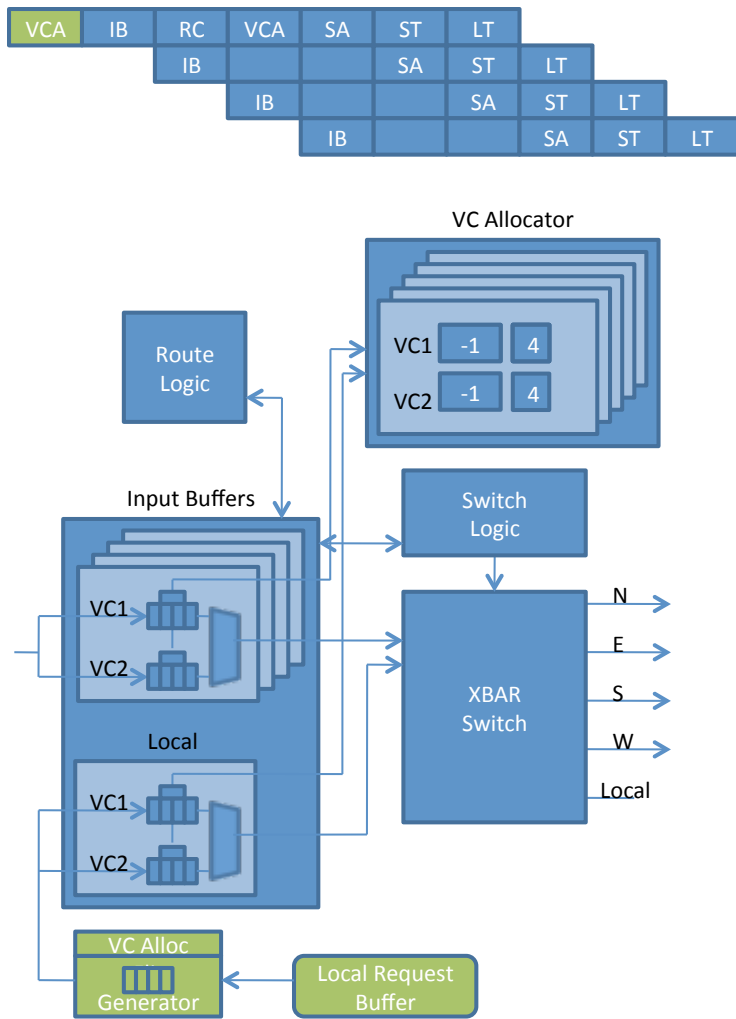 VCA IB RC VCA SA ST LT
IB SA ST LT
IB SA ST LT
IB SA ST LT
VC Allocator
VC1 -1 4
VC2 -1 4
Route
Logic
Input Buffers
Switch
Logic
VC1
VC2
N
E
S
W
Local
XBAR
Switch
Local
VC1
VC2
VC Alloc
Generator
Local Request
Buffer